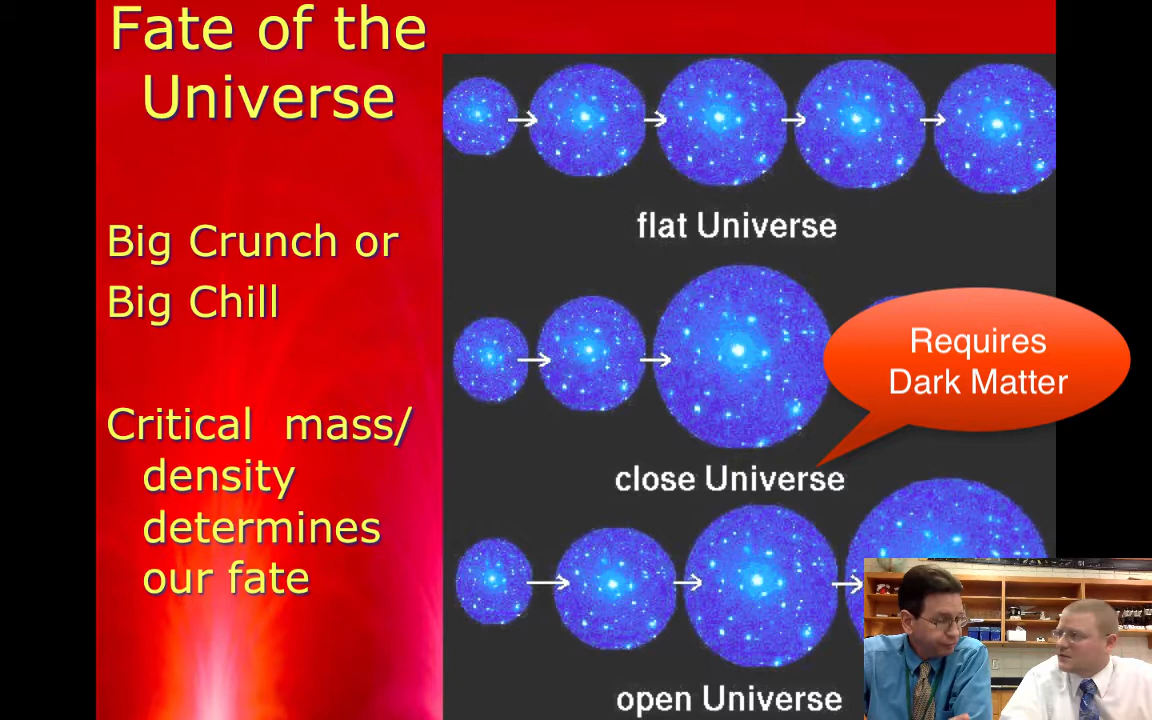 Fate of the
Universe
Big Crunch or
Big Chill
Critical mass/
density
determines
our fate
flat Universe
Requires
Dark Matter
close Universe
open Universe